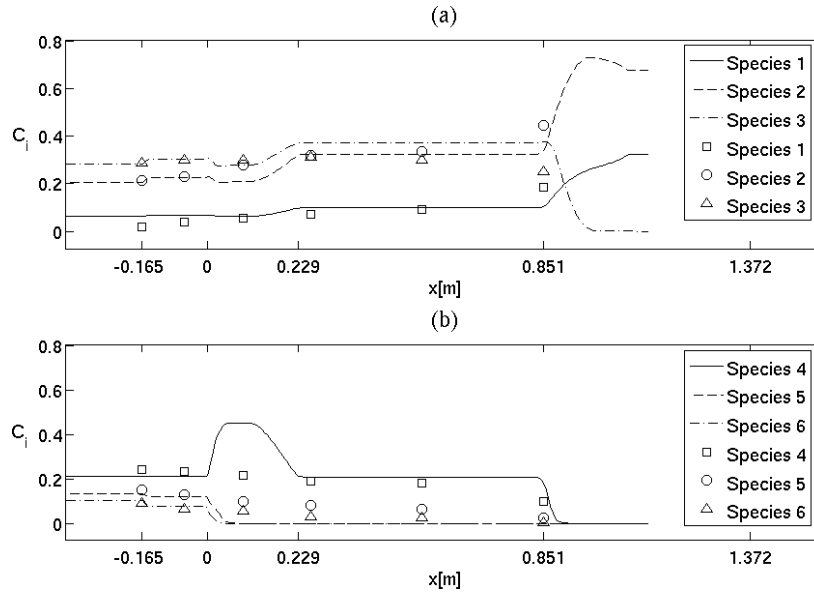 (a)
0.8
0.6
0.4
0.2
0
C_i
-0.165 0 0.229 0.851 1.372
x[m]
Species 1
Species 2
Species 3
Species 1
Species 2
Species 3
(b)
0.8
0.6
0.4
0.2
0
C_i
-0.165 0 0.229 0.851 1.372
x[m]
Species 4
Species 5
Species 6
Species 4
Species 5
Species 6